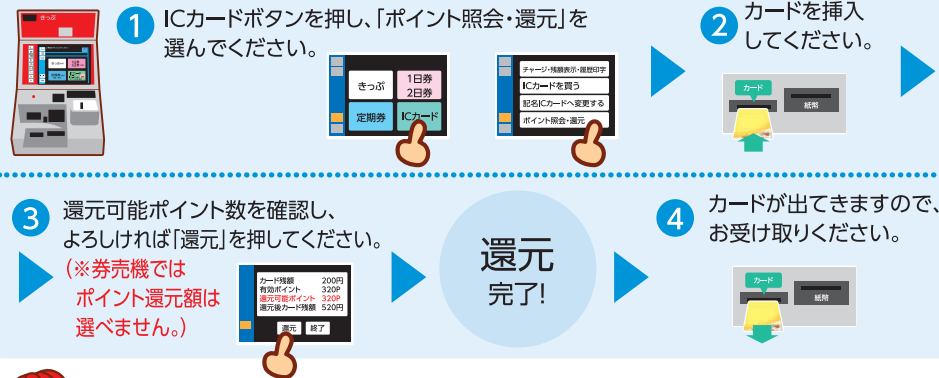 きっぷ
1 ICカードボタンを押し、「ポイント照会・還元」を
選んでください。
きっぷ
1日券
2日券
定期券
ICカード
チャージ・残額表示・履歴印字
ICカードを買う
記名ICカードへ変更する
ポイント照会・還元
2 カードを挿入
してください。
カード
紙幣
3 還元可能ポイント数を確認し、
よろしければ「還元」を押してください。
(※券売機では
ポイント還元額は
選べません。)
カード残額 200円
有効ポイント 320P
還元可能ポイント 320P
還元後カード残額 520円
還元 終了
還元
完了!
4 カードが出てきますので、
お受け取りください。
カード
紙幣